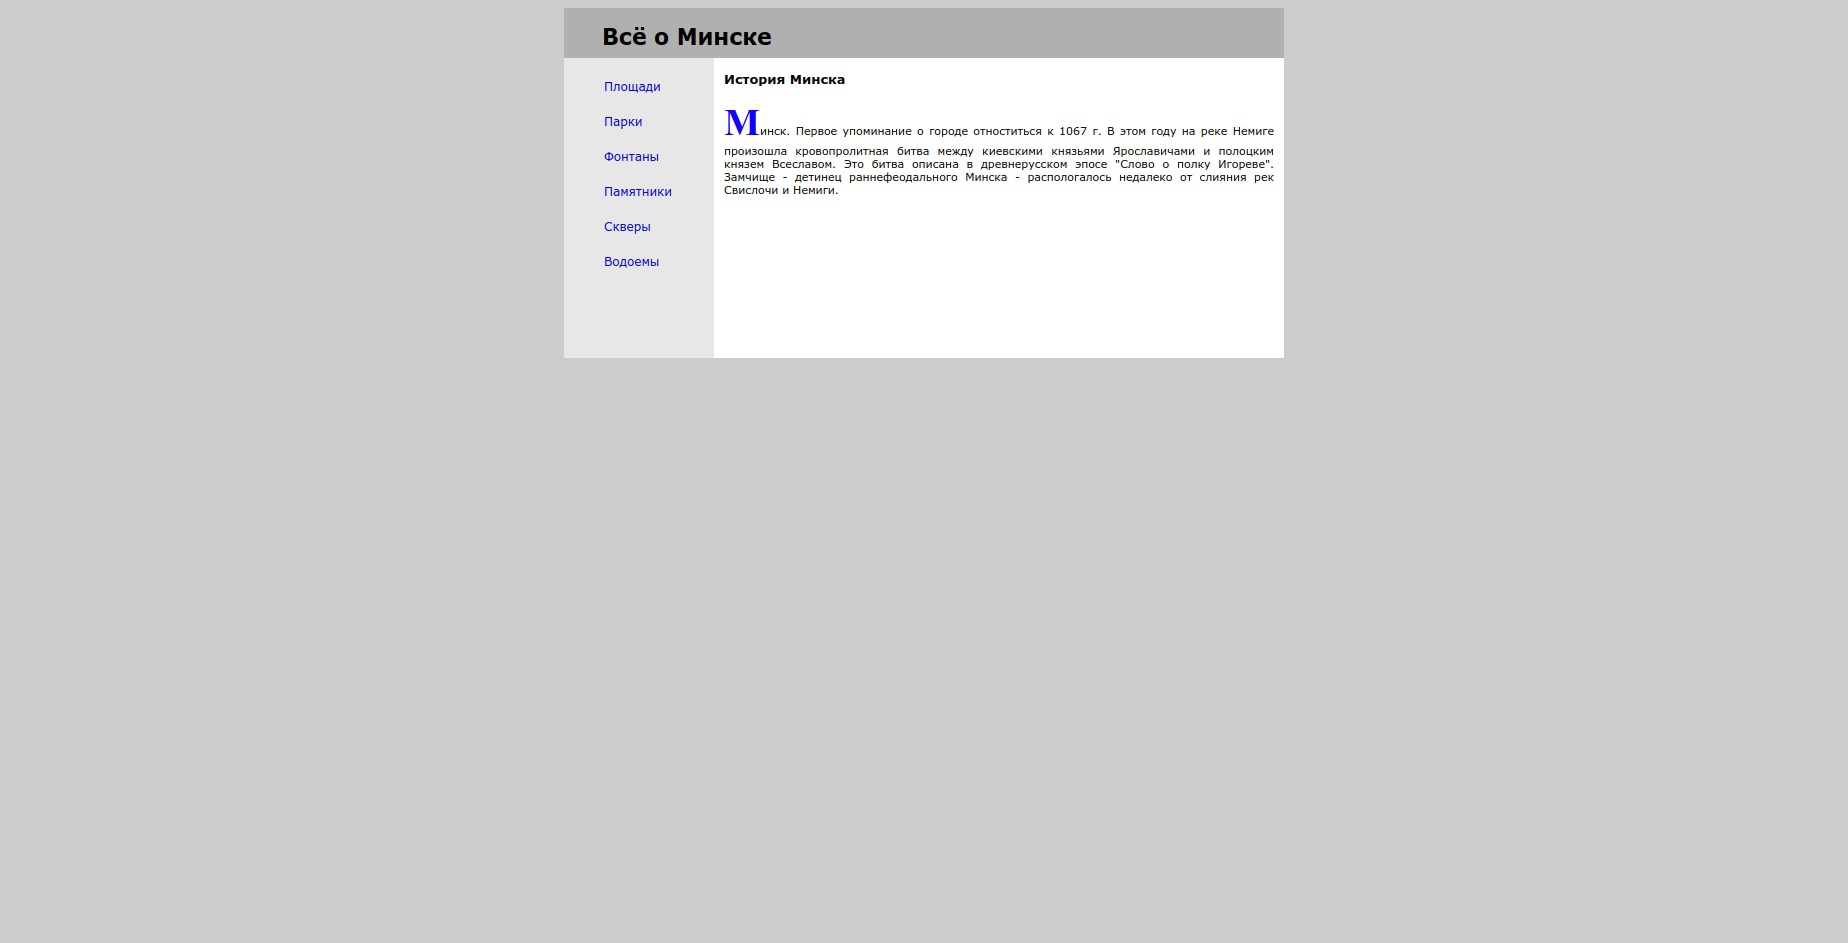 Всё о Минске
Площади
Парки
Фонтаны
Памятники
Скверы
Водоемы
История Минска
Минск. Первое упоминание о городе относиться к 1067 г. В этом году на реке Немиге
произошла кровопролитная битва между киевскими князьями Ярославичами и полоцким
князем Всеславом. Это битва описана в древнерусском эпосе "Слово о полку Игореве".
Замчище - детинец раннефеодального Минска - распологалось недалеко от слияния рек
Свислочи и Немиги.